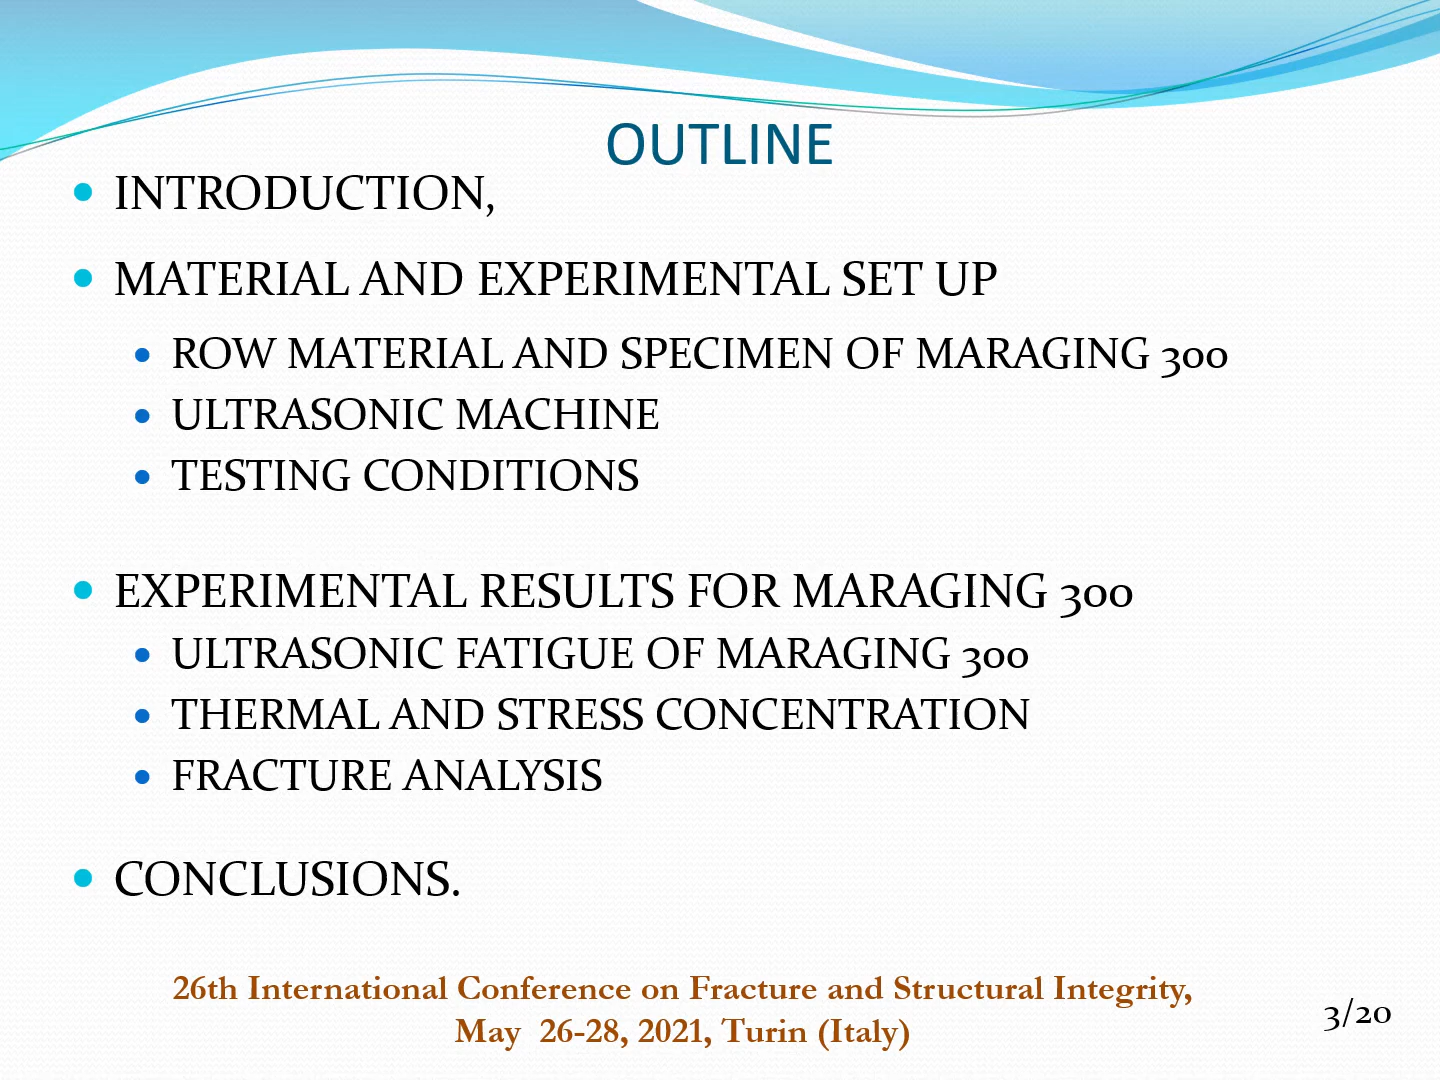 OUTLINE
INTRODUCTION,
MATERIAL AND EXPERIMENTAL SET UP
ROW MATERIAL AND SPECIMEN OF MARAGING 300
ULTRASONIC MACHINE
TESTING CONDITIONS
EXPERIMENTAL RESULTS FOR MARAGING 300
ULTRASONIC FATIGUE OF MARAGING 300
THERMAL AND STRESS CONCENTRATION
FRACTURE ANALYSIS
CONCLUSIONS.
26th International Conference on Fracture and Structural Integrity,
May 26-28, 2021, Turin (Italy)
3/20